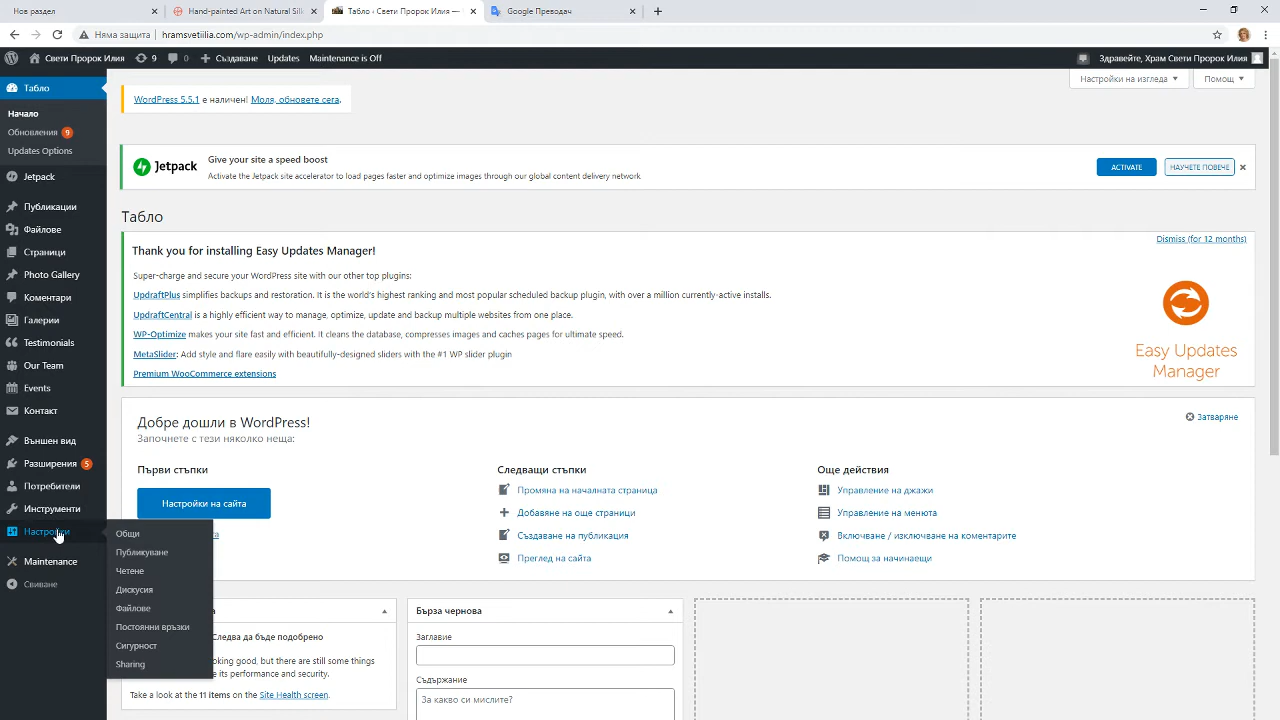 Нов раздел
Hand-painted Art on Natural Sill
Табло ‹ Свети Пророк Илия —
Google Преводач
Няма защита
hramsvetiilia.com/wp-admin/index.php
Свети Пророк Илия
9
0
Създаване
Updates
Maintenance is Off
Здравейте, Храм Свети Пророк Илия
Табло
Начало
Обновления 9
Updates Options
Jetpack
Публикации
Файлове
Страници
Photo Gallery
Коментари
Галерии
Testimonials
Our Team
Events
Контакт
Външен вид
Разширения 5
Потребители
Инструменти
Настройки
Maintenance
Свиване
Общи
Публикуване
Четене
Дискусия
Файлове
Постоянни връзки
Сигурност
Sharing
Настройки на изгледа
Помощ
WordPress 5.5.1 е наличен! Моля, обновете сега.
Jetpack
Give your site a speed boost
Activate the Jetpack site accelerator to load pages faster and optimize images through our global content delivery network.
ACTIVATE
НАУЧЕТЕ ПОВЕЧЕ
Табло
Thank you for installing Easy Updates Manager!
Dismiss (for 12 months)
Super-charge and secure your WordPress site with our other top plugins:
UpdraftPlus simplifies backups and restoration. It is the world's highest ranking and most popular scheduled backup plugin, with over a million currently-active installs.
UpdraftCentral is a highly efficient way to manage, optimize, update and backup multiple websites from one place.
WP-Optimize makes your site fast and efficient. It cleans the database, compresses images and caches pages for ultimate speed.
MetaSlider: Add style and flare easily with beautifully-designed sliders with the #1 WP slider plugin
Premium WooCommerce extensions
Easy Updates
Manager
Добре дошли в WordPress!
Започнете с тези няколко неща:
Затваряне
Първи стъпки
Настройки на сайта
Следващи стъпки
Промяна на началната страница
Добавяне на още страници
Създаване на публикация
Преглед на сайта
Още действия
Управление на джажи
Управление на менюта
Включване / изключване на коментарите
Помощ за начинаещи
Следва да бъде подобрено
oking good, but there are still some things
e its performance and security.
Take a look at the 11 items on the Site Health screen.
Бърза чернова
Заглавие
Съдържание
За какво си мислите?